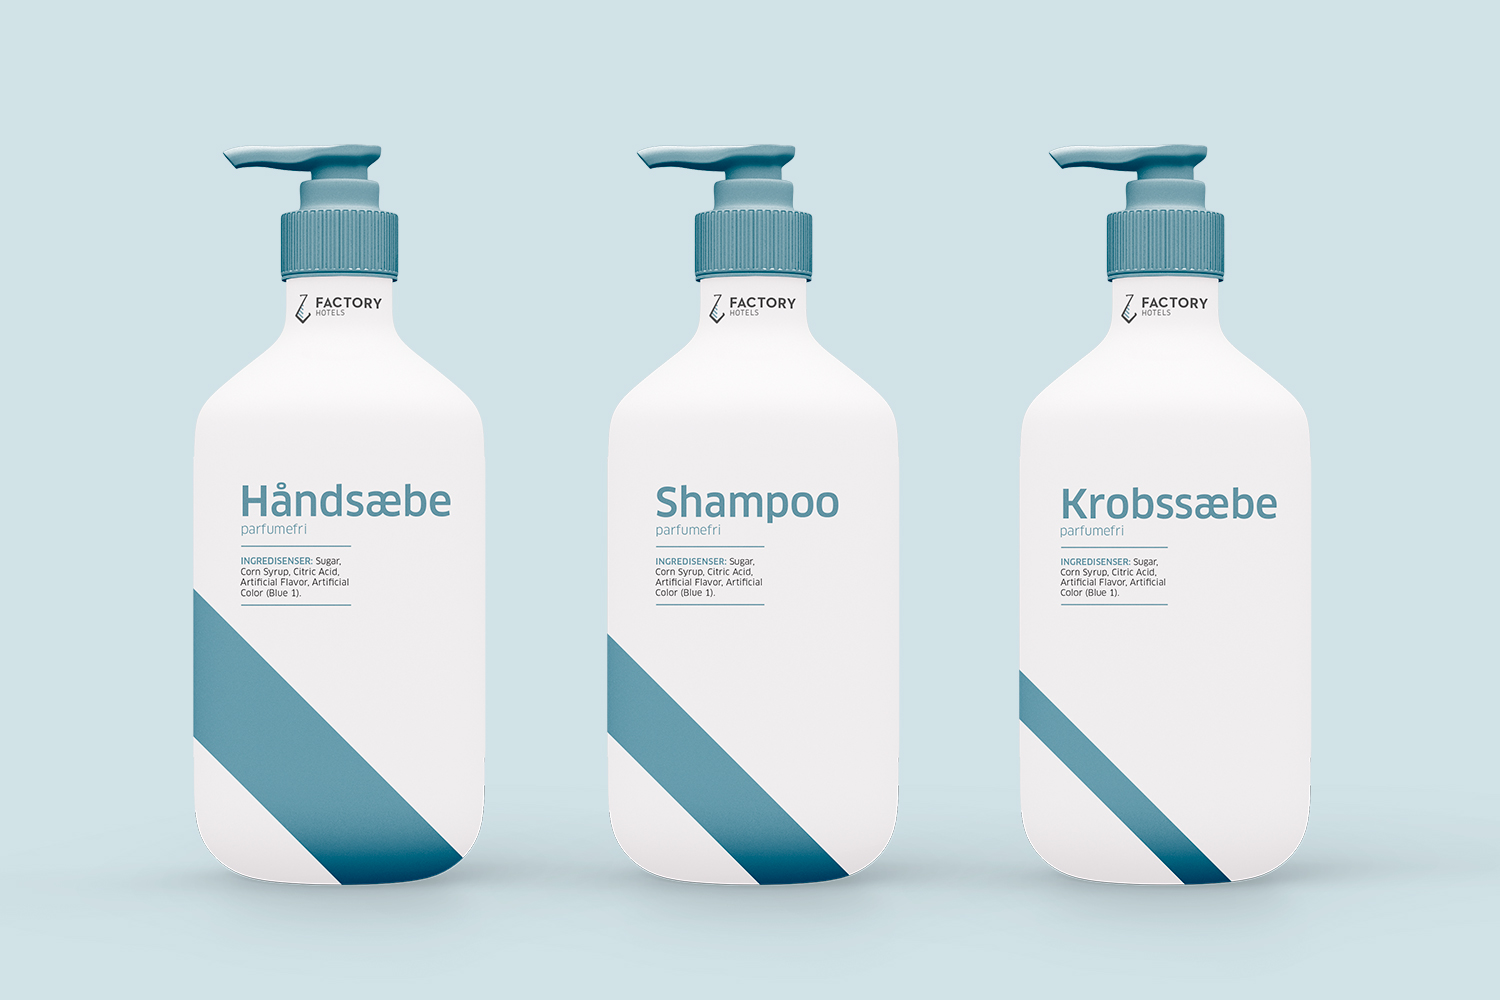 FACTORY
HOTELS
Håndsæbe
parfumefri
INGREDISENSER: Sugar,
Corn Syrup, Citric Acid,
Artificial Flavor, Artificial
Color (Blue 1).
FACTORY
HOTELS
Shampoo
parfumefri
INGREDISENSER: Sugar,
Corn Syrup, Citric Acid,
Artificial Flavor, Artificial
Color (Blue 1).
FACTORY
HOTELS
Krobssæbe
parfumefri
INGREDISENSER: Sugar,
Corn Syrup, Citric Acid,
Artificial Flavor, Artificial
Color (Blue 1).